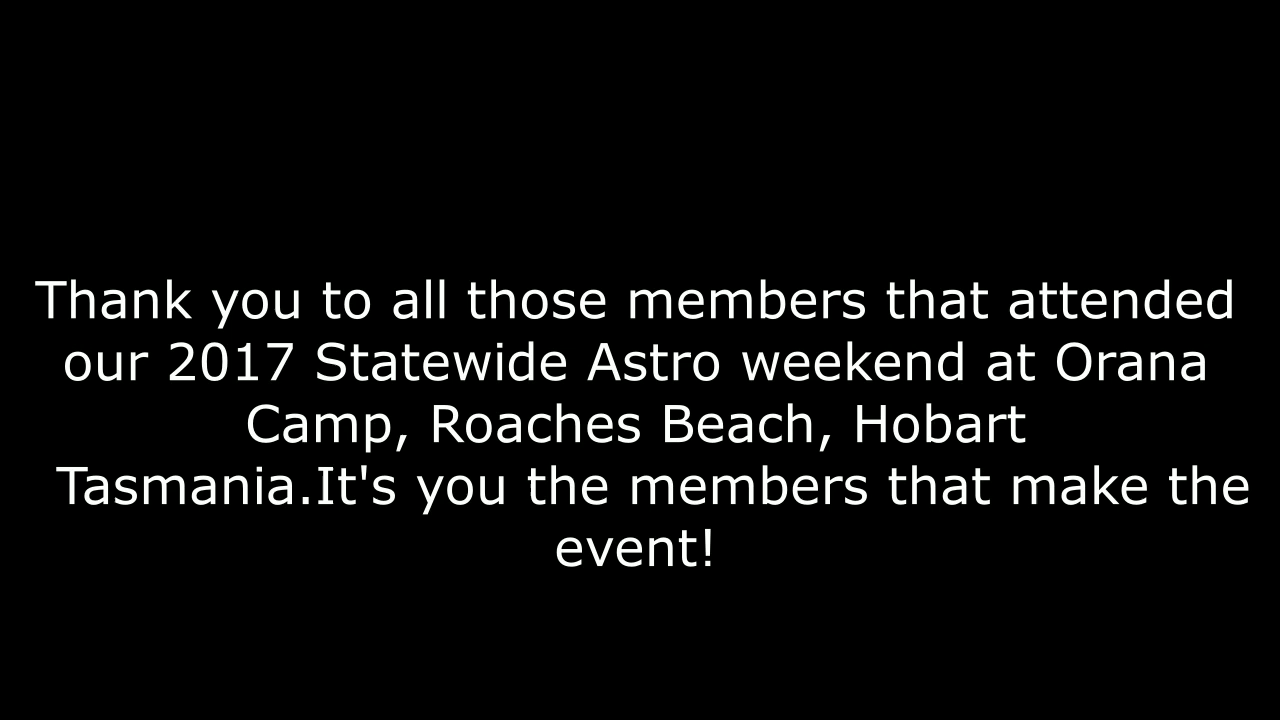 Thank you to all those members that attended
our 2017 Statewide Astro weekend at Orana
Camp, Roaches Beach, Hobart
Tasmania.It's you the members that make the
event!